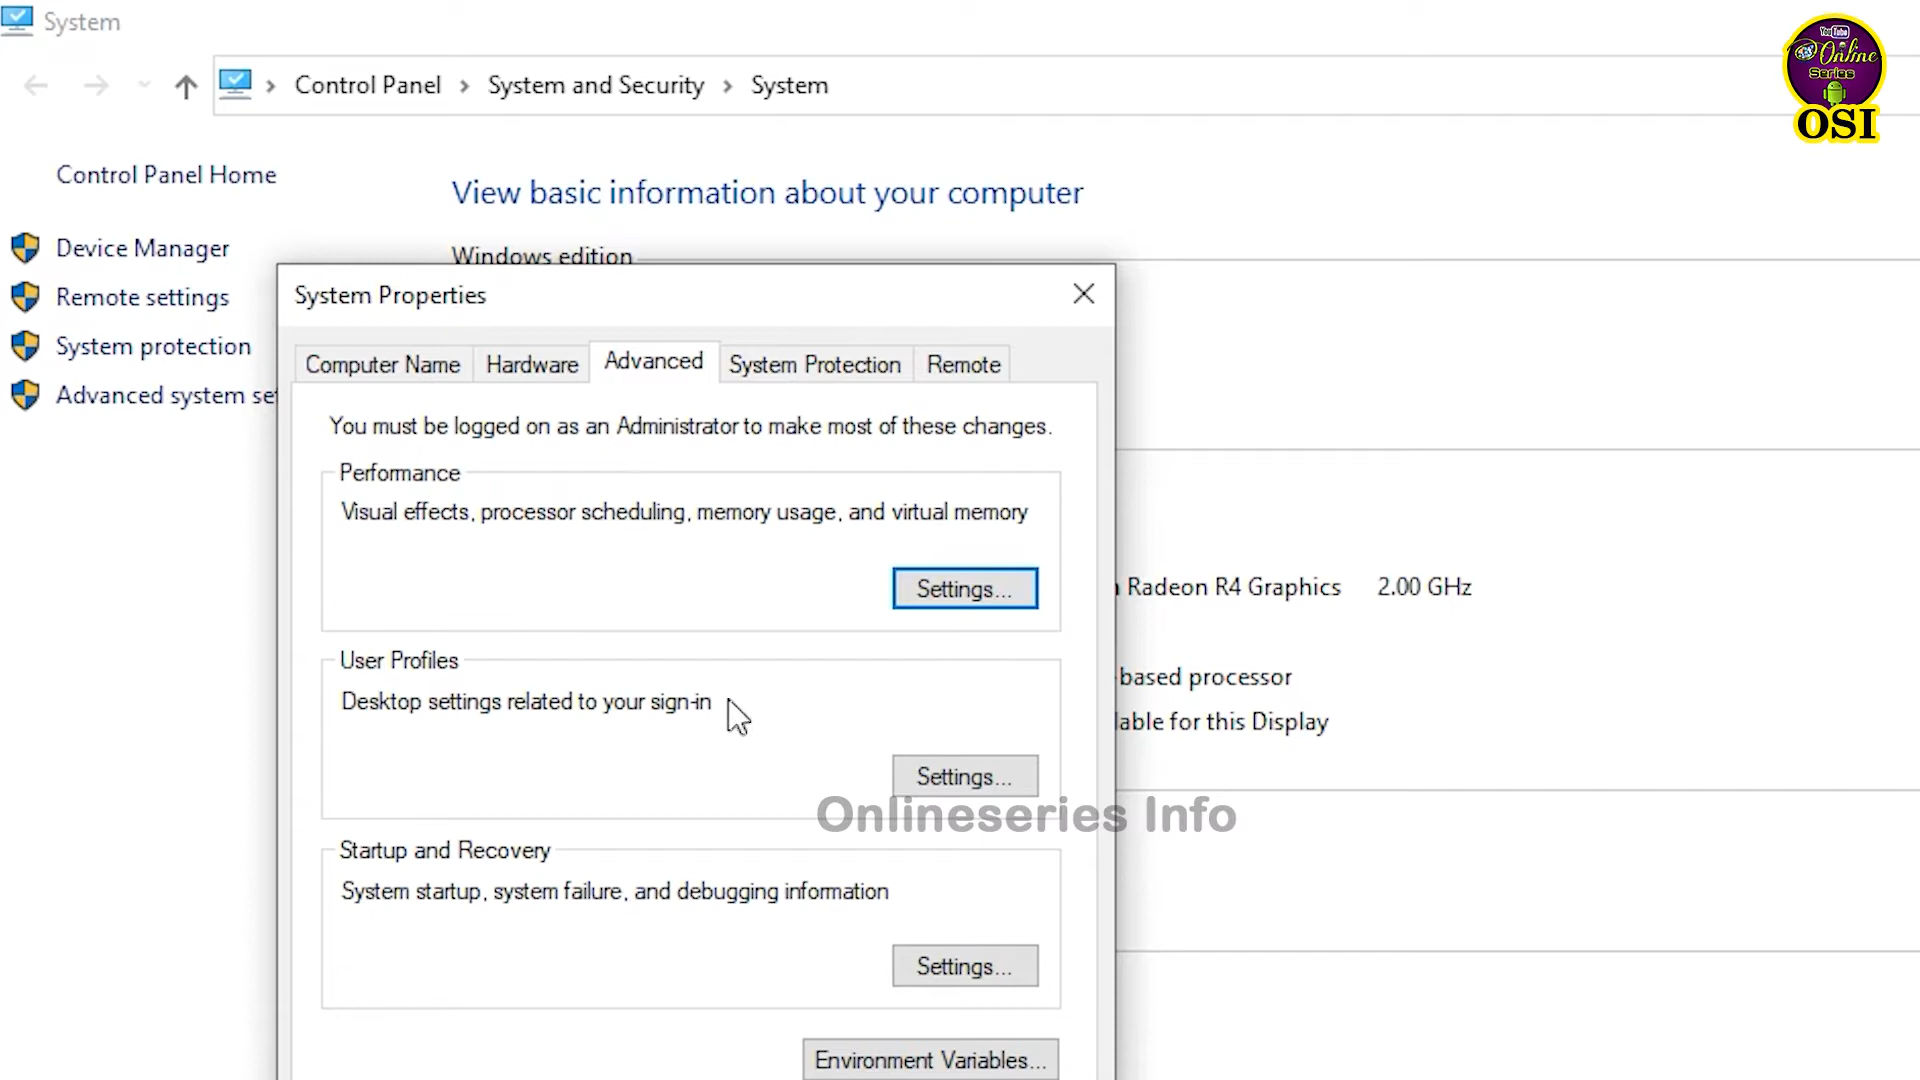 System
Control Panel > System and Security > System
YouTube
Online
Series
OSI
Control Panel Home
View basic information about your computer
Device Manager
Windows edition
Remote settings
System Properties
System protection
Computer Name Hardware Advanced System Protection Remote
Advanced system set
You must be logged on as an Administrator to make most of these changes.
Performance
Visual effects, processor scheduling, memory usage, and virtual memory
Settings...
Radeon R4 Graphics 2.00 GHz
User Profiles
-based processor
Desktop settings related to your sign-in
lable for this Display
Settings...
Onlineseries Info
Startup and Recovery
System startup, system failure, and debugging information
Settings...
Environment Variables...